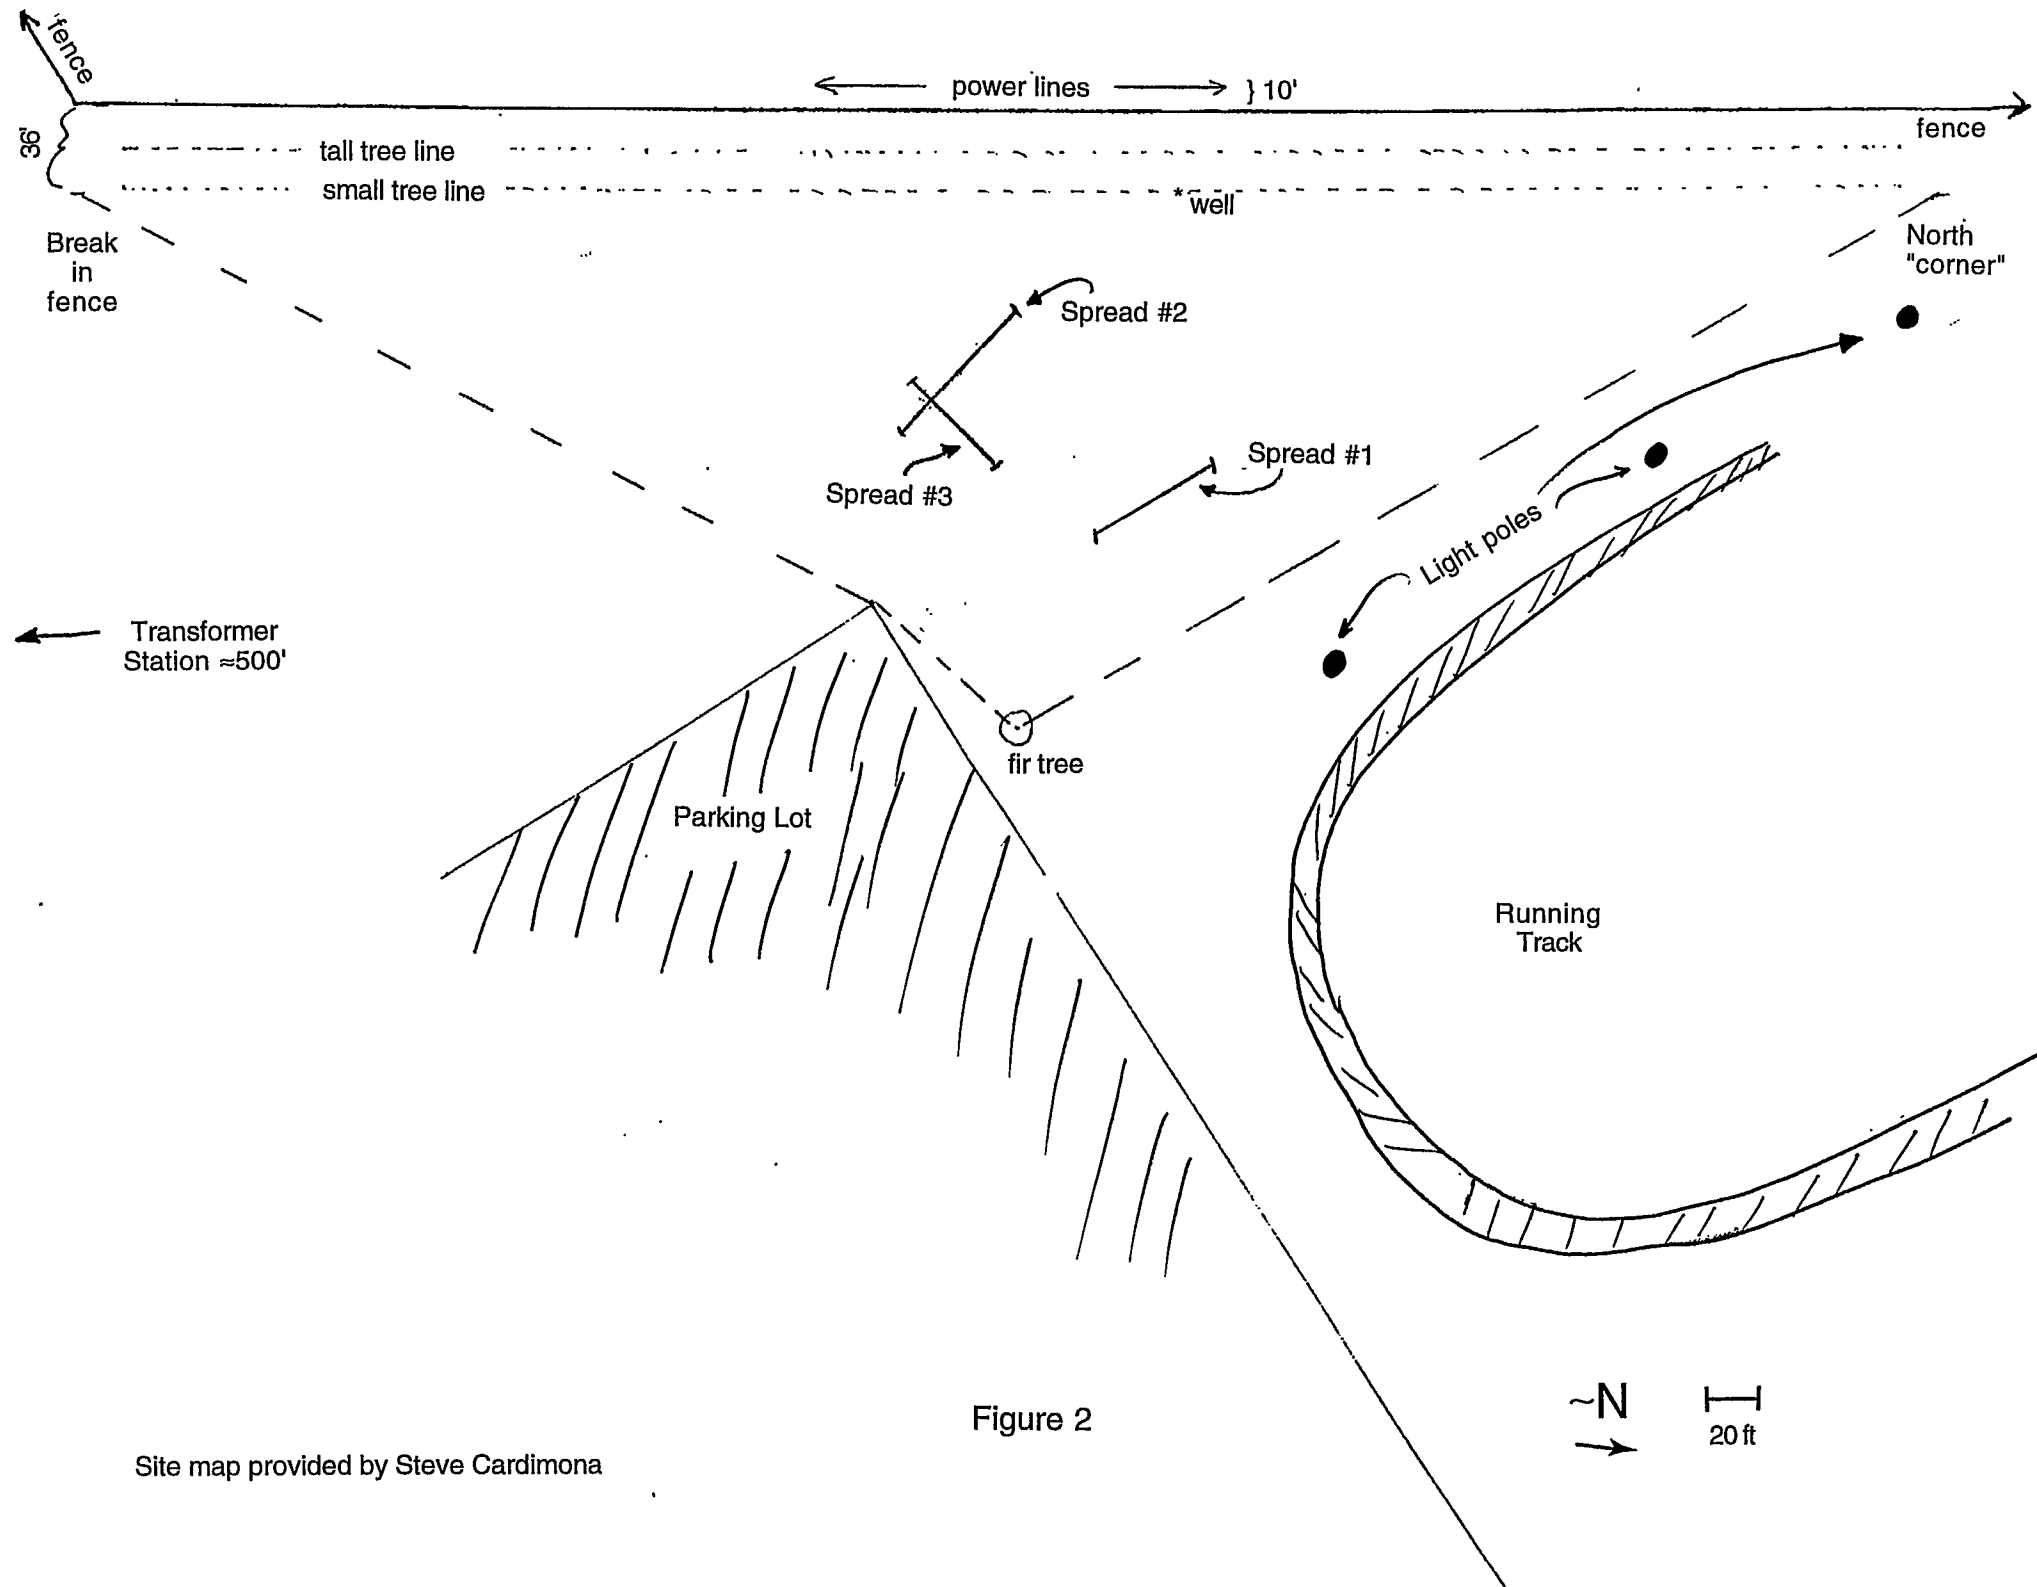 fence
power lines
} 10'
fence
36'
tall tree line
small tree line
* well
Break
in
fence
North
"corner"
Spread #2
Spread #1
Spread #3
Light poles
Transformer
Station ≈500'
fir tree
Parking Lot
Running
Track
~N
20 ft
Figure 2
Site map provided by Steve Cardimona